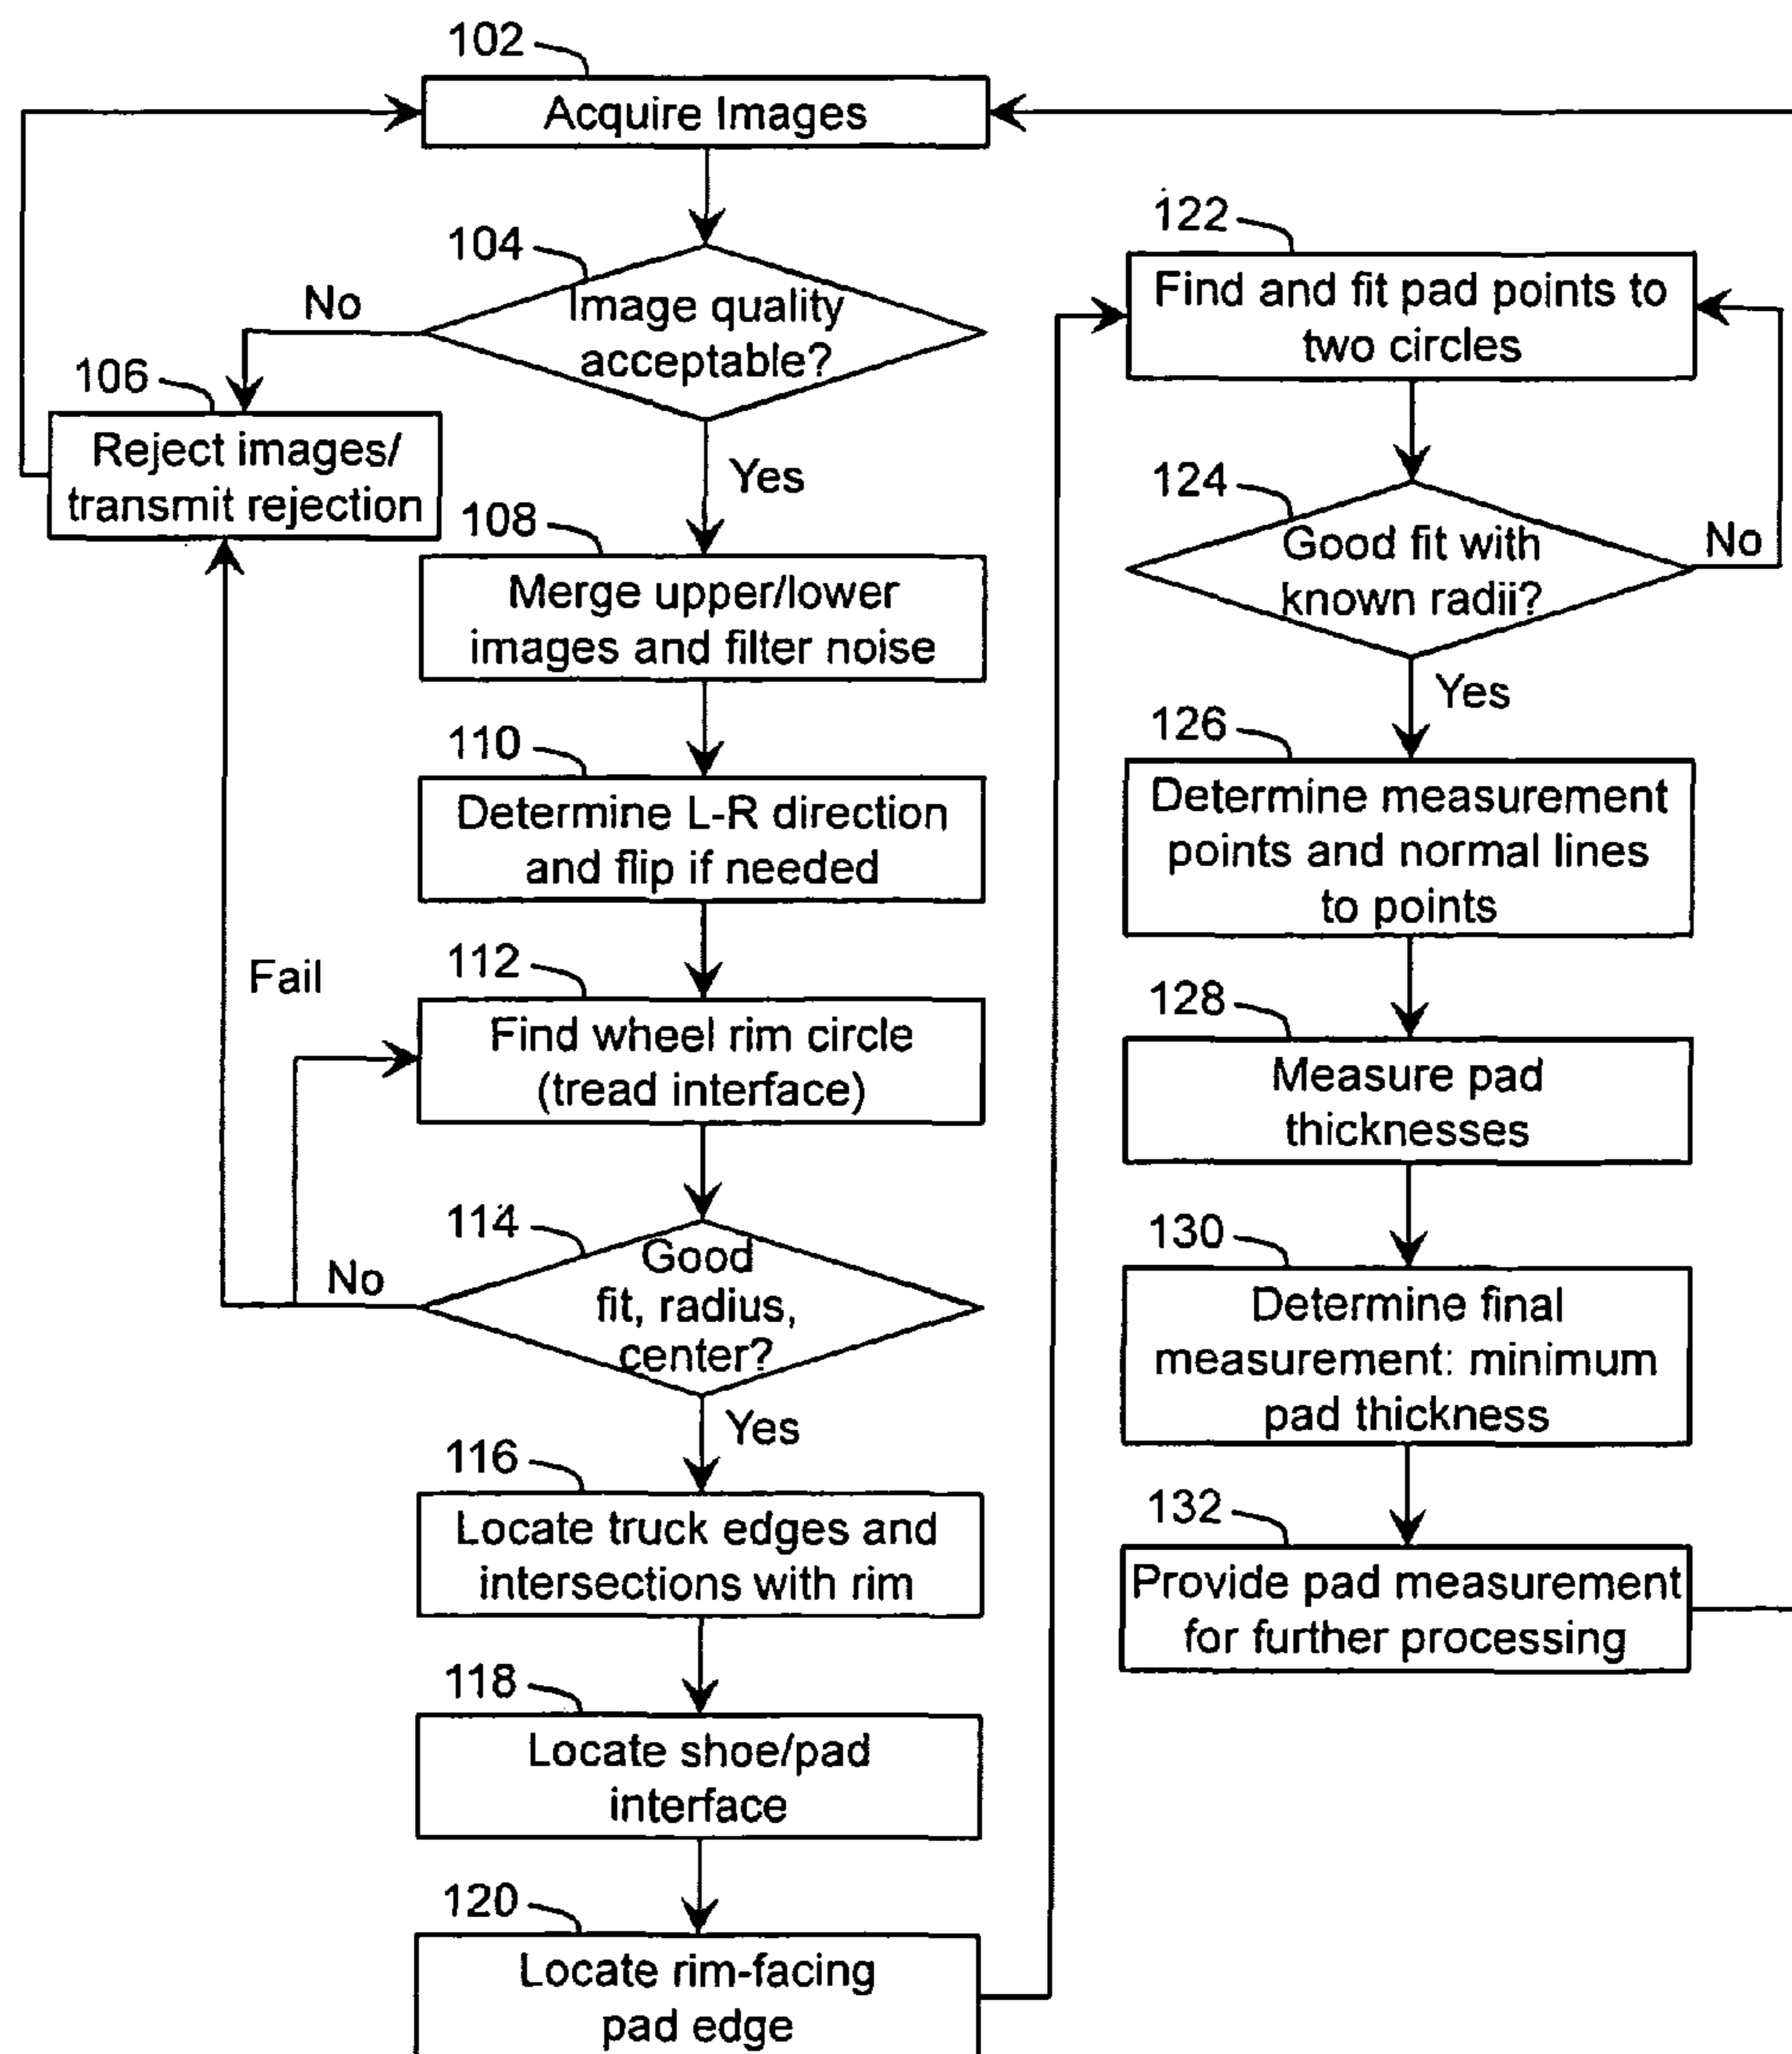 102
Acquire Images
104
Image quality
acceptable?
No
Yes
106
Reject images/
transmit rejection
108
Merge upper/lower
images and filter noise
110
Determine L-R direction
and flip if needed
Fail
112
Find wheel rim circle
(tread interface)
114
Good
fit, radius,
center?
No
Yes
116
Locate truck edges and
intersections with rim
118
Locate shoe/pad
interface
120
Locate rim-facing
pad edge
122
Find and fit pad points to
two circles
124
Good fit with
known radii?
No
Yes
126
Determine measurement
points and normal lines
to points
128
Measure pad
thicknesses
130
Determine final
measurement: minimum
pad thickness
132
Provide pad measurement
for further processing